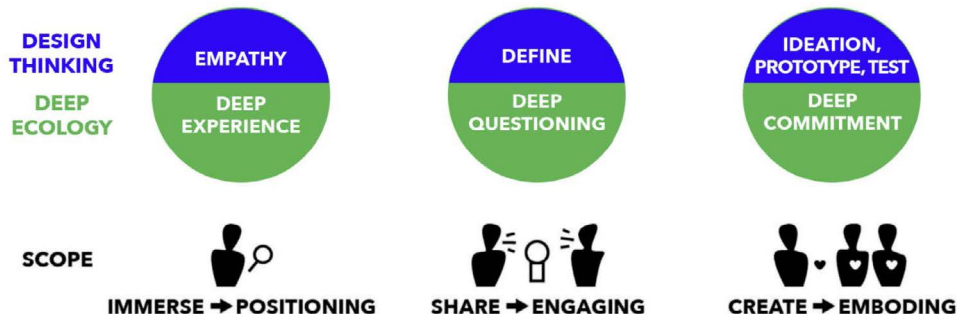 DESIGN
THINKING
EMPATHY
DEFINE
IDEATION,
PROTOTYPE, TEST
DEEP
ECOLOGY
DEEP
EXPERIENCE
DEEP
QUESTIONING
DEEP
COMMITMENT
SCOPE
IMMERSE → POSITIONING
SHARE → ENGAGING
CREATE → EMBODING